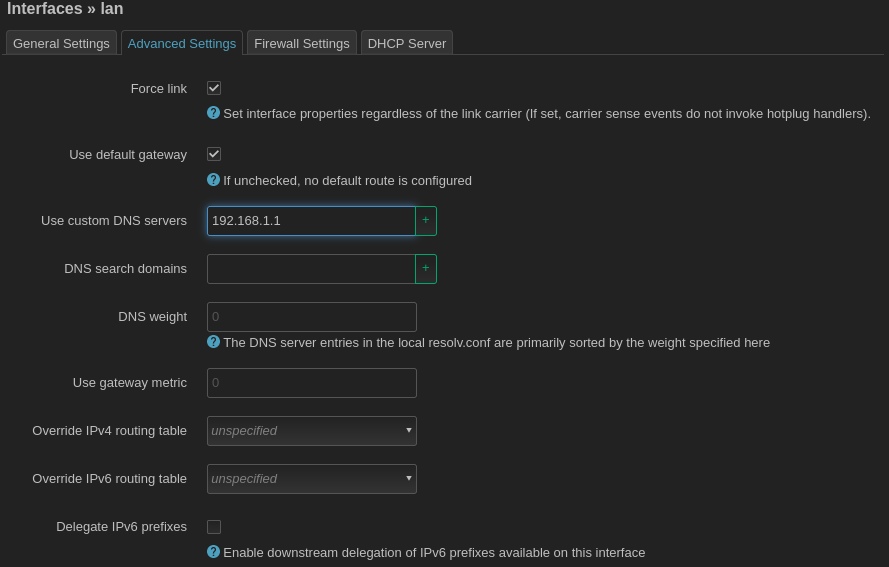 Interfaces » lan
General Settings
Advanced Settings
Firewall Settings
DHCP Server
Force link
? Set interface properties regardless of the link carrier (If set, carrier sense events do not invoke hotplug handlers).
Use default gateway
? If unchecked, no default route is configured
Use custom DNS servers
192.168.1.1
+
DNS search domains
+
DNS weight
0
? The DNS server entries in the local resolv.conf are primarily sorted by the weight specified here
Use gateway metric
0
Override IPv4 routing table
unspecified
Override IPv6 routing table
unspecified
Delegate IPv6 prefixes
? Enable downstream delegation of IPv6 prefixes available on this interface